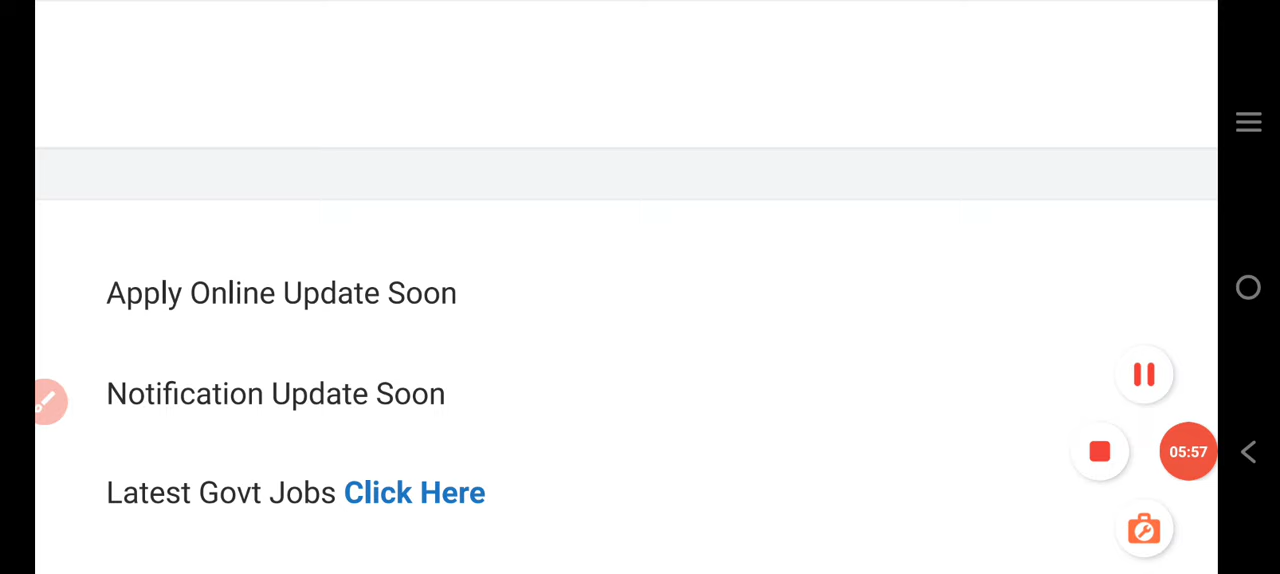 Apply Online Update Soon
Notification Update Soon
05:57
Latest Govt Jobs Click Here